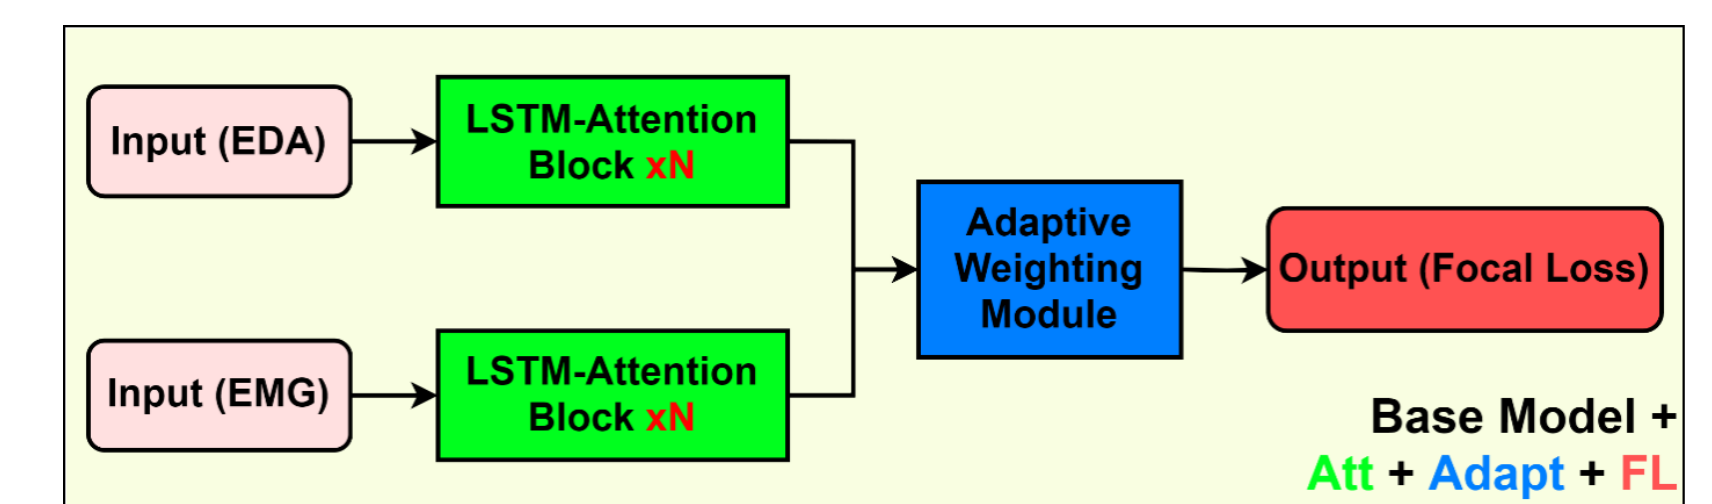 Input (EDA)
LSTM-Attention
Block xN
Input (EMG)
LSTM-Attention
Block xN
Adaptive
Weighting
Module
Output (Focal Loss)
Base Model +
Att + Adapt + FL